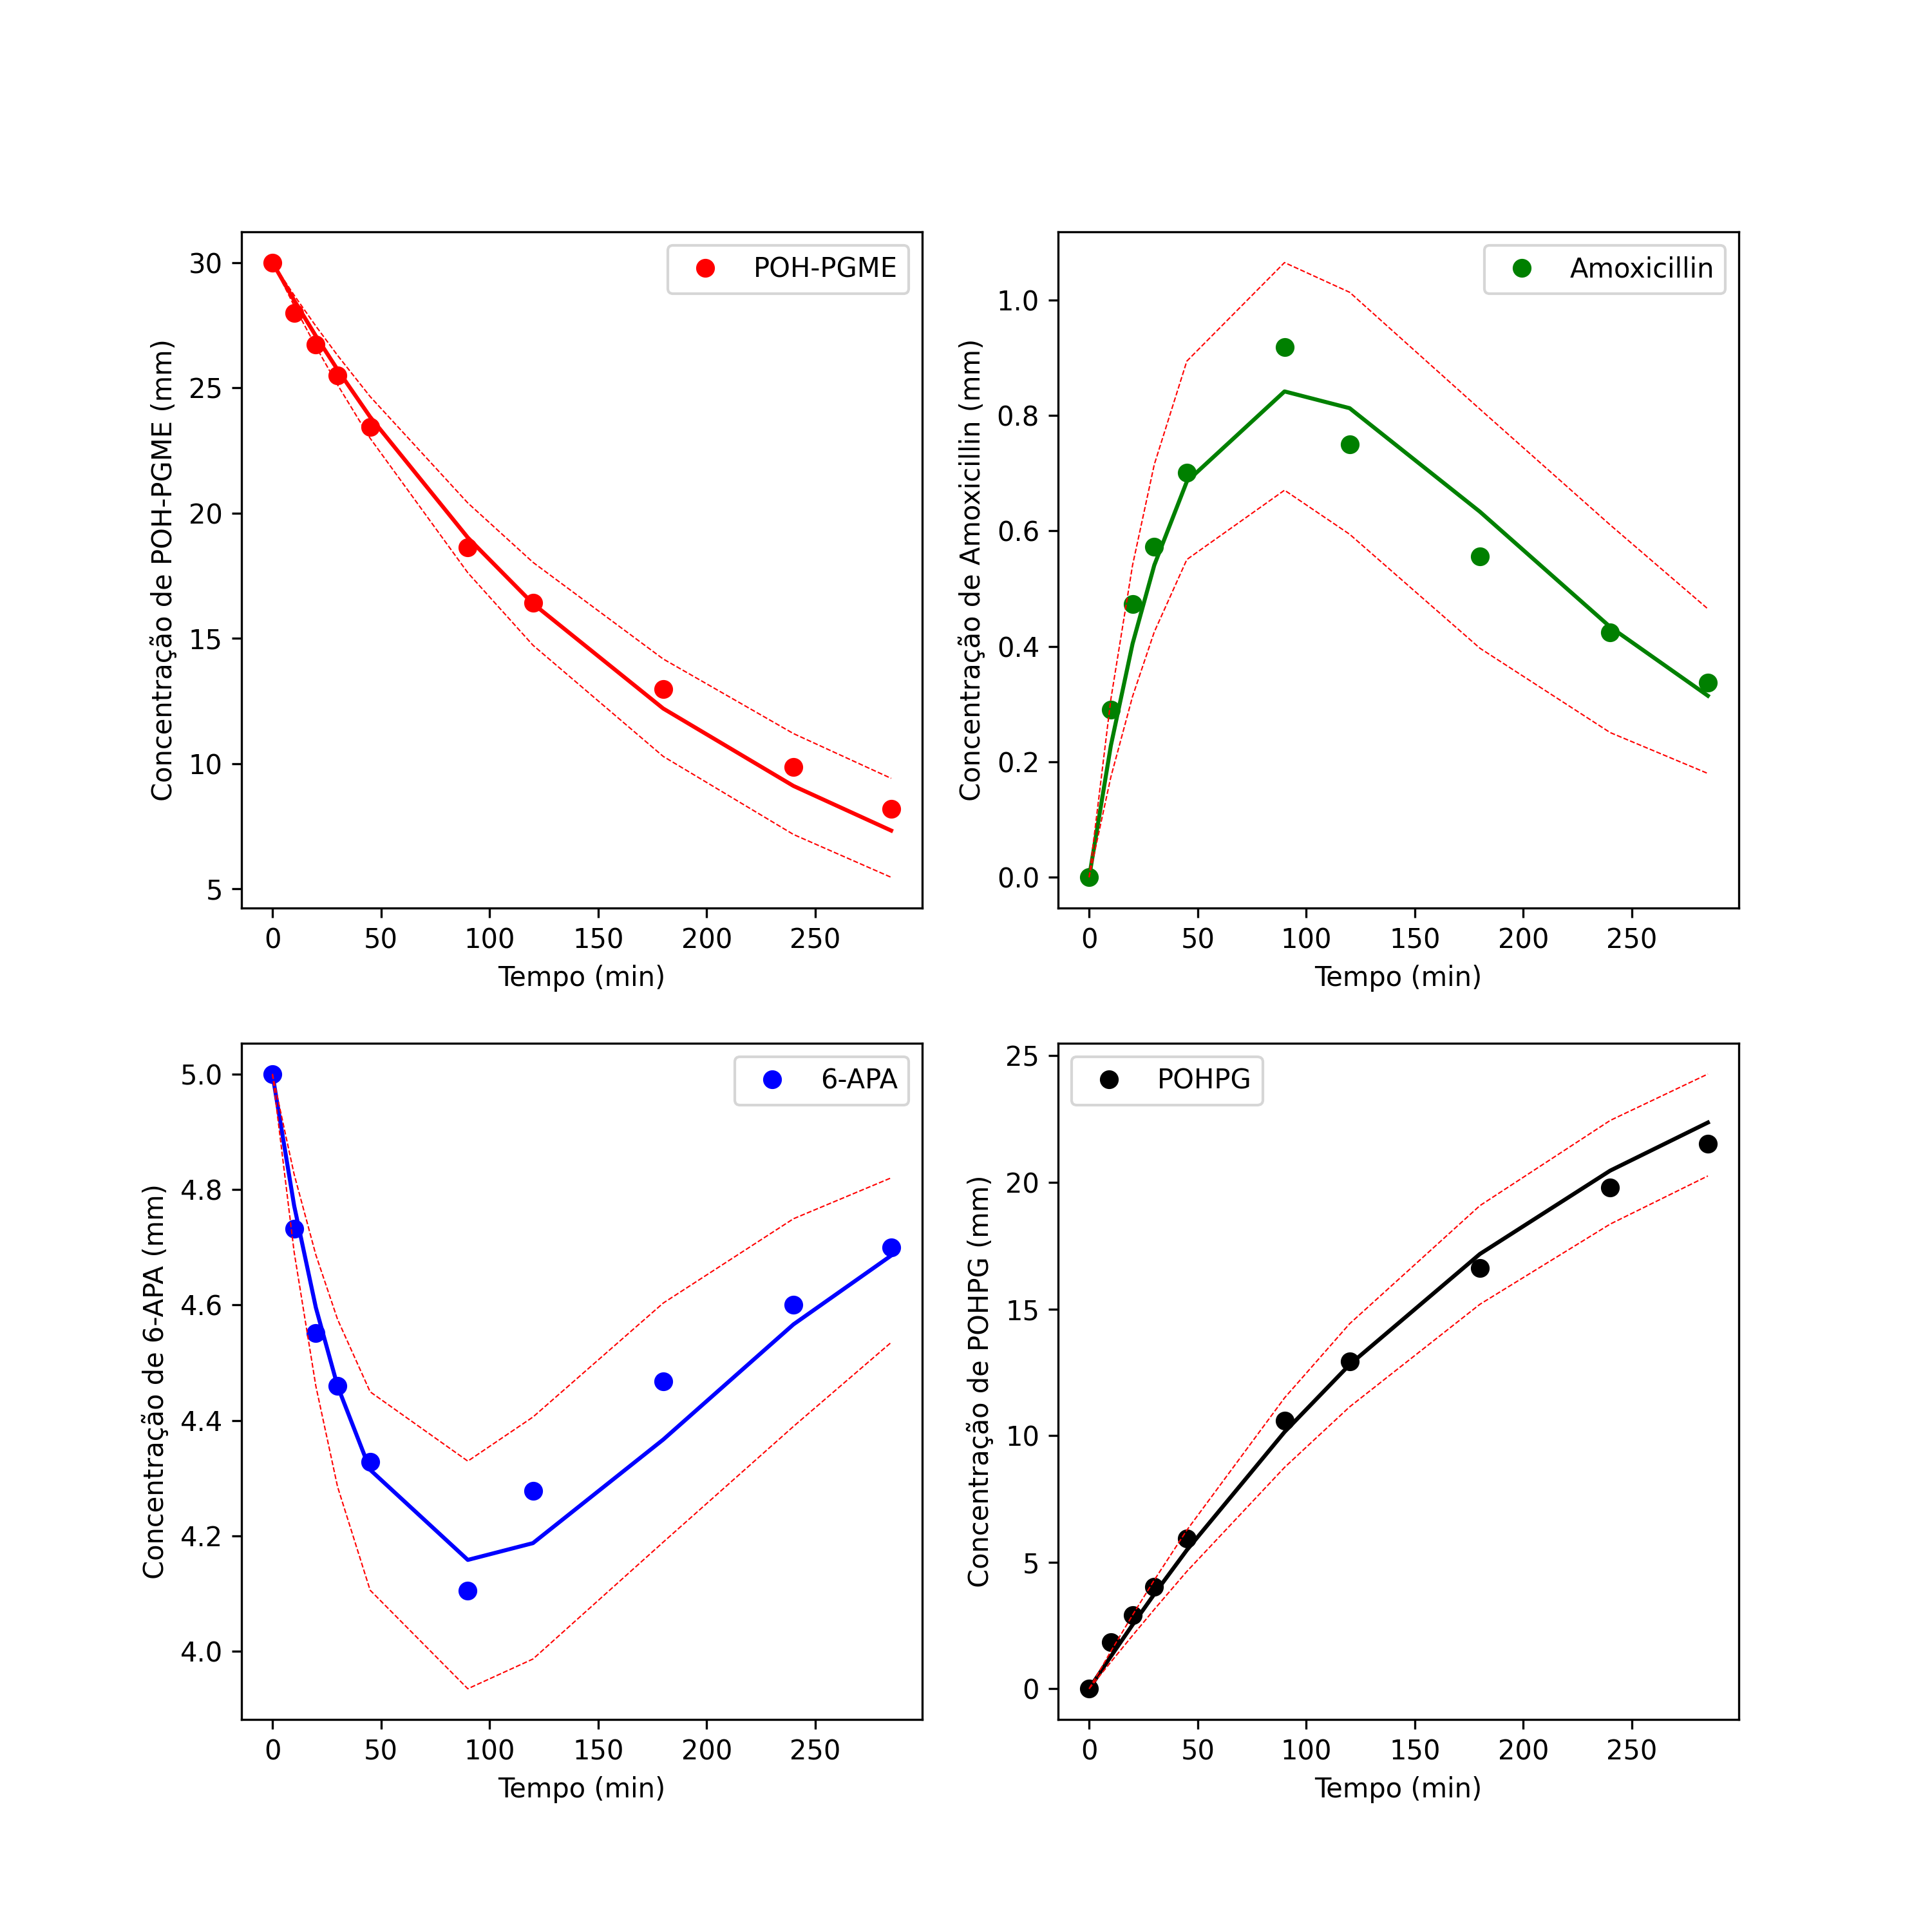 POH-PGME
Concentração de POH-PGME (mm)
30
25
20
15
10
5
0 50 100 150 200 250
Tempo (min)
Amoxicillin
Concentração de Amoxicillin (mm)
1.0
0.8
0.6
0.4
0.2
0.0
0 50 100 150 200 250
Tempo (min)
6-APA
Concentração de 6-APA (mm)
5.0
4.8
4.6
4.4
4.2
4.0
0 50 100 150 200 250
Tempo (min)
POHPG
Concentração de POHPG (mm)
25
20
15
10
5
0
0 50 100 150 200 250
Tempo (min)